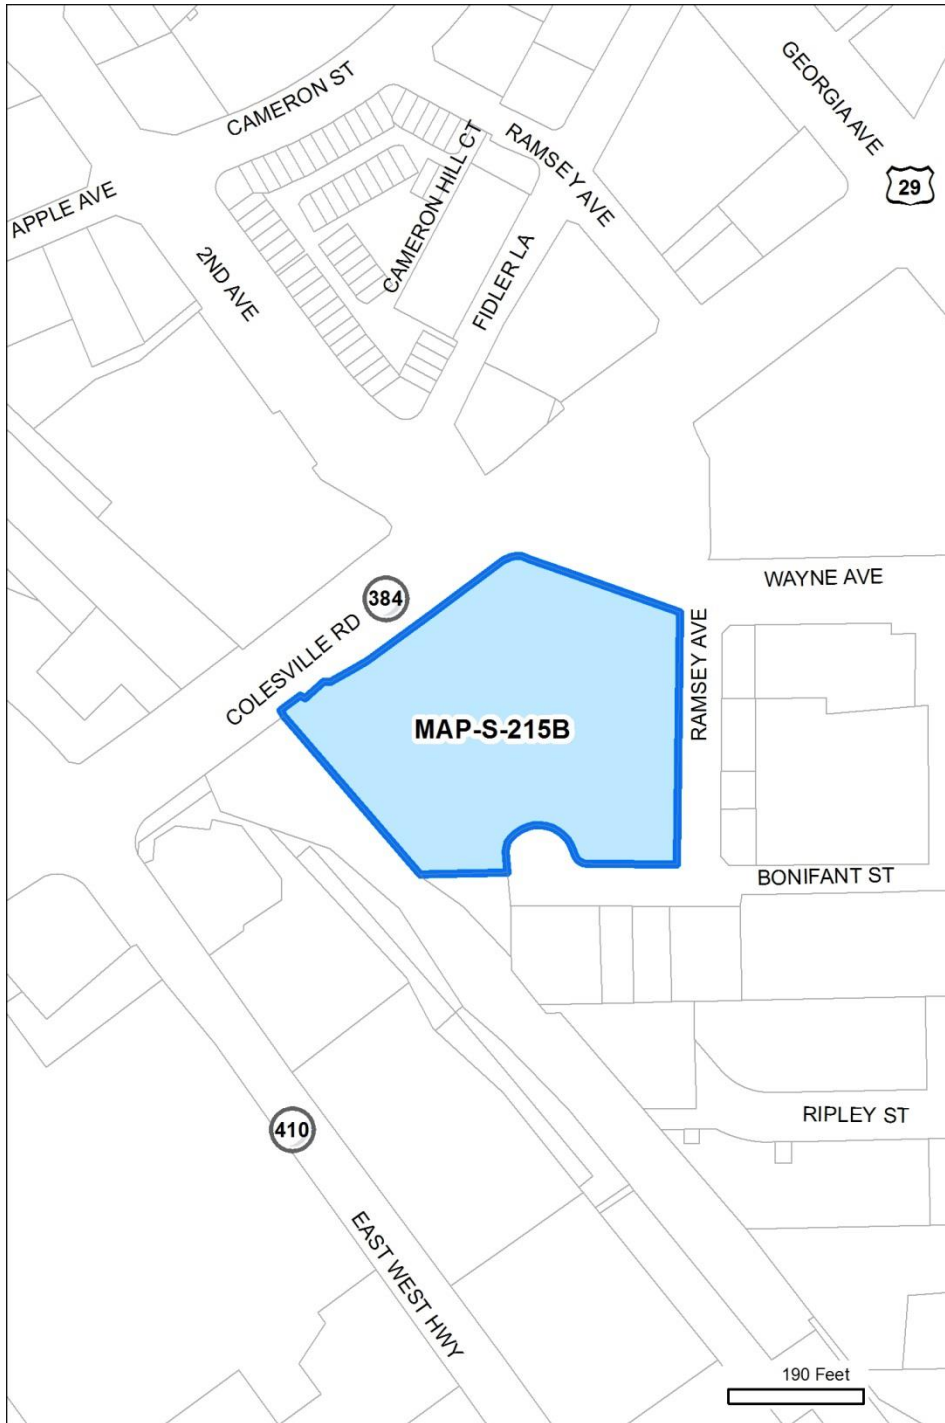 CAMERON ST
GEORGIA AVE
RAMSEY AVE
CAMERON HILL CT
29
APPLE AVE
2ND AVE
FIDLER LA
WAYNE AVE
384
COLESVILLE RD
RAMSEY AVE
MAP-S-215B
BONIFANT ST
RIPLEY ST
410
EAST WEST HWY
190 Feet